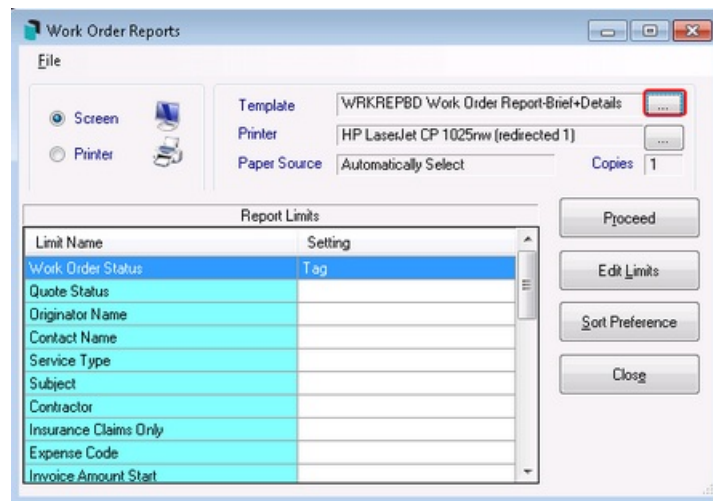 Work Order Reports
File
Screen
Printer
Template WRKREPBD Work Order Report-Brief+Details ...
Printer HP LaserJet CP 1025nw (redirected 1) ...
Paper Source Automatically Select Copies 1
Report Limits
Limit Name Setting
Work Order Status Tag
Quote Status
Originator Name
Contact Name
Service Type
Subject
Contractor
Insurance Claims Only
Expense Code
Invoice Amount Start
Proceed
Edit Limits
Sort Preference
Close